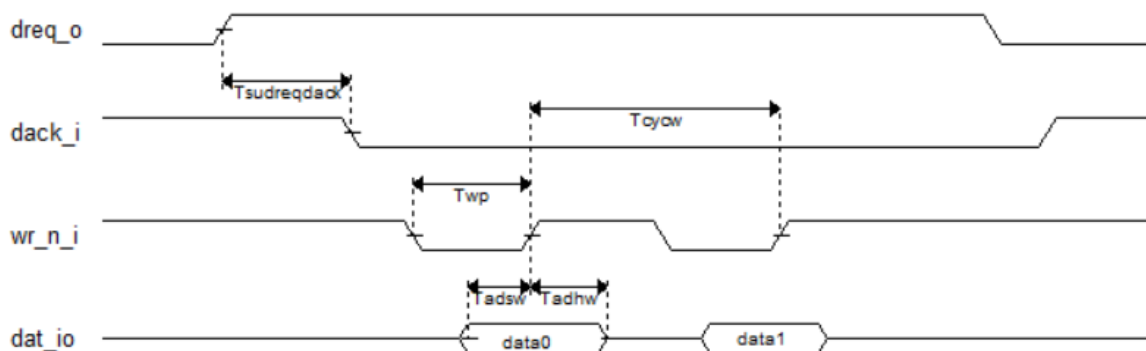 dreq_o
Tsudreqdack
dack_i
Tcycw
Twp
wr_n_i
Tadsw Tadhw
dat_io data0 data1